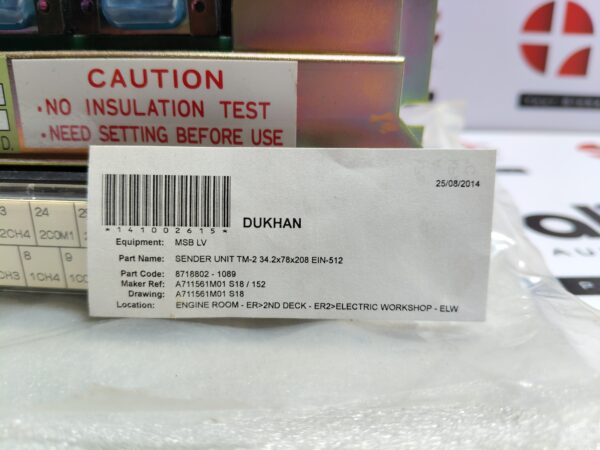 CAUTION
•NO INSULATION TEST
•NEED SETTING BEFORE USE
D.
25/08/2014
*141002615*
DUKHAN
Equipment: MSB LV
Part Name: SENDER UNIT TM-2 34.2x78x208 EIN-512
Part Code: 8718802 - 1089
Maker Ref: A711561M01 S18 / 152
Drawing: A711561M01 S18
Location: ENGINE ROOM - ER>2ND DECK - ER2>ELECTRIC WORKSHOP - ELW
3 24 25
2CH4 2COM1
8 9
1CH4